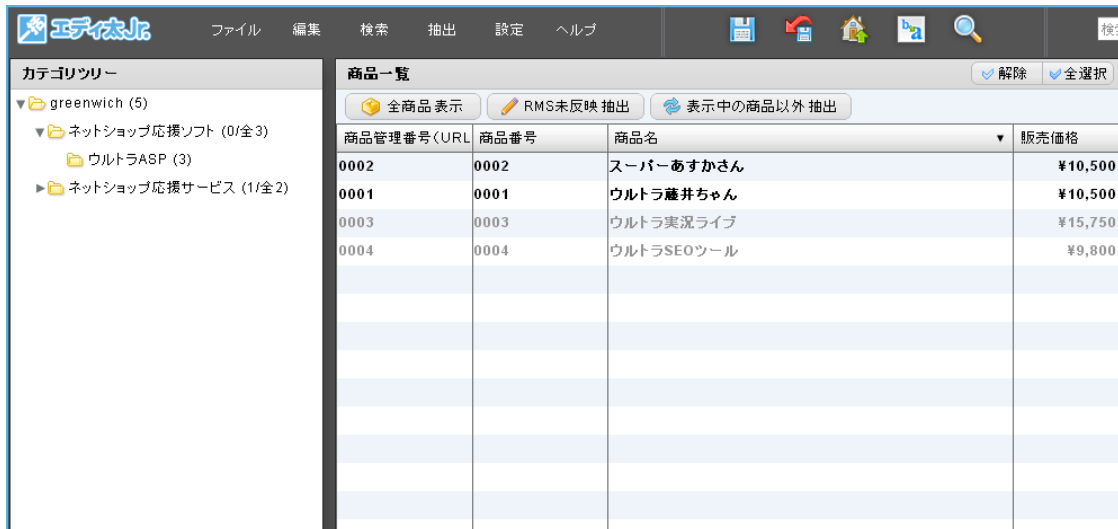 エディ太Jr. ファイル 編集 検索 抽出 設定 ヘルプ
カテゴリツリー
greenwich (5)
ネットショップ応援ソフト (0/全3)
ウルトラASP (3)
ネットショップ応援サービス (1/全2)
商品一覧 解除 全選択
全商品表示 RMS未反映抽出 表示中の商品以外抽出
商品管理番号(URL 商品番号 商品名 販売価格
0002 0002 スーパーあすかさん ¥10,500
0001 0001 ウルトラ藤井ちゃん ¥10,500
0003 0003 ウルトラ実況ライブ ¥15,750
0004 0004 ウルトラSEOツール ¥9,800